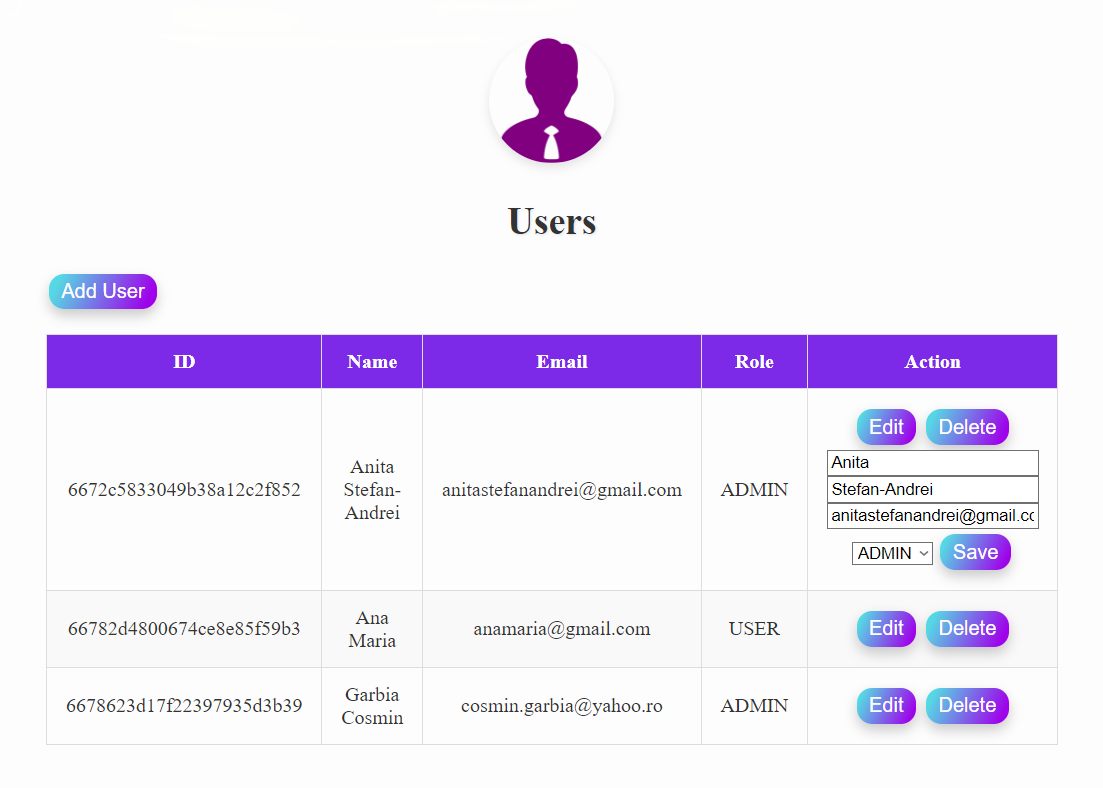 Users
Add User
ID Name Email Role Action
6672c5833049b38a12c2f852
Anita
Stefan-
Andrei
anitastefanandrei@gmail.com
ADMIN
Edit Delete
Anita
Stefan-Andrei
anitastefanandrei@gmail.co
ADMIN Save
66782d4800674ce8e85f59b3
Ana
Maria
anamaria@gmail.com
USER
Edit Delete
6678623d17f22397935d3b39
Garbia
Cosmin
cosmin.garbia@yahoo.ro
ADMIN
Edit Delete